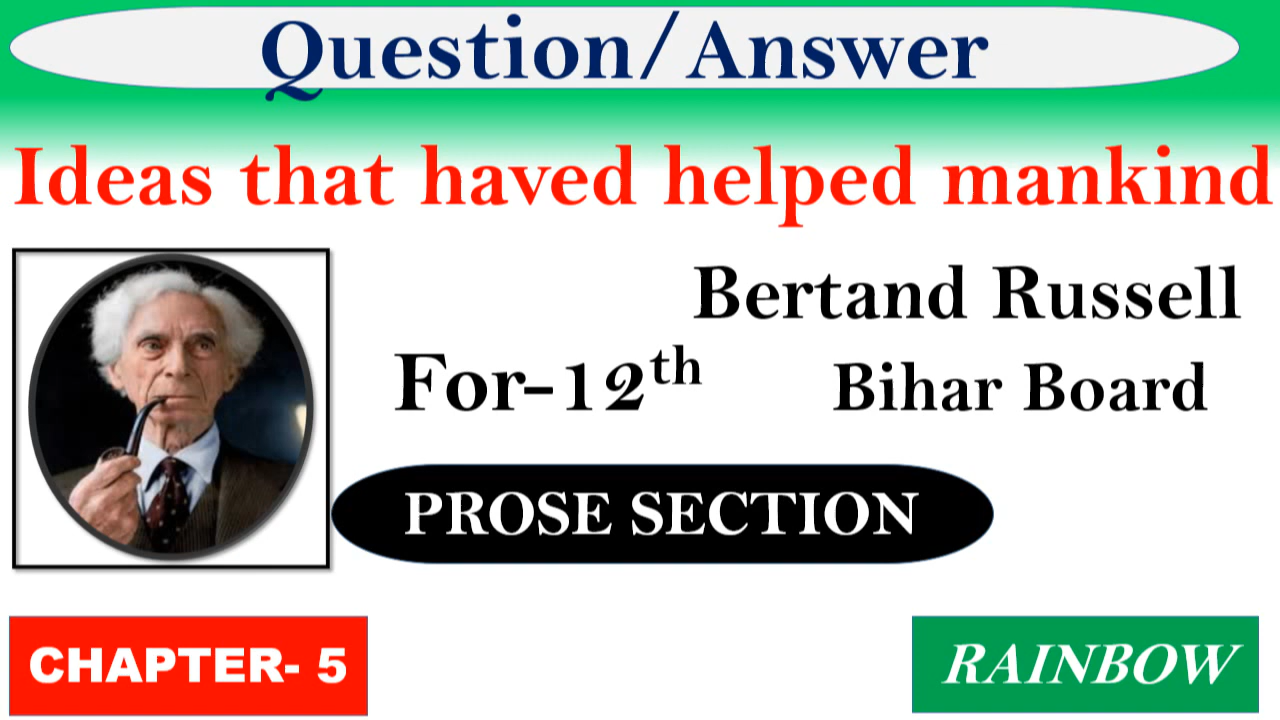 Question/Answer
Ideas that haved helped mankind
Bertand Russell
For-12th
Bihar Board
PROSE SECTION
CHAPTER- 5
RAINBOW